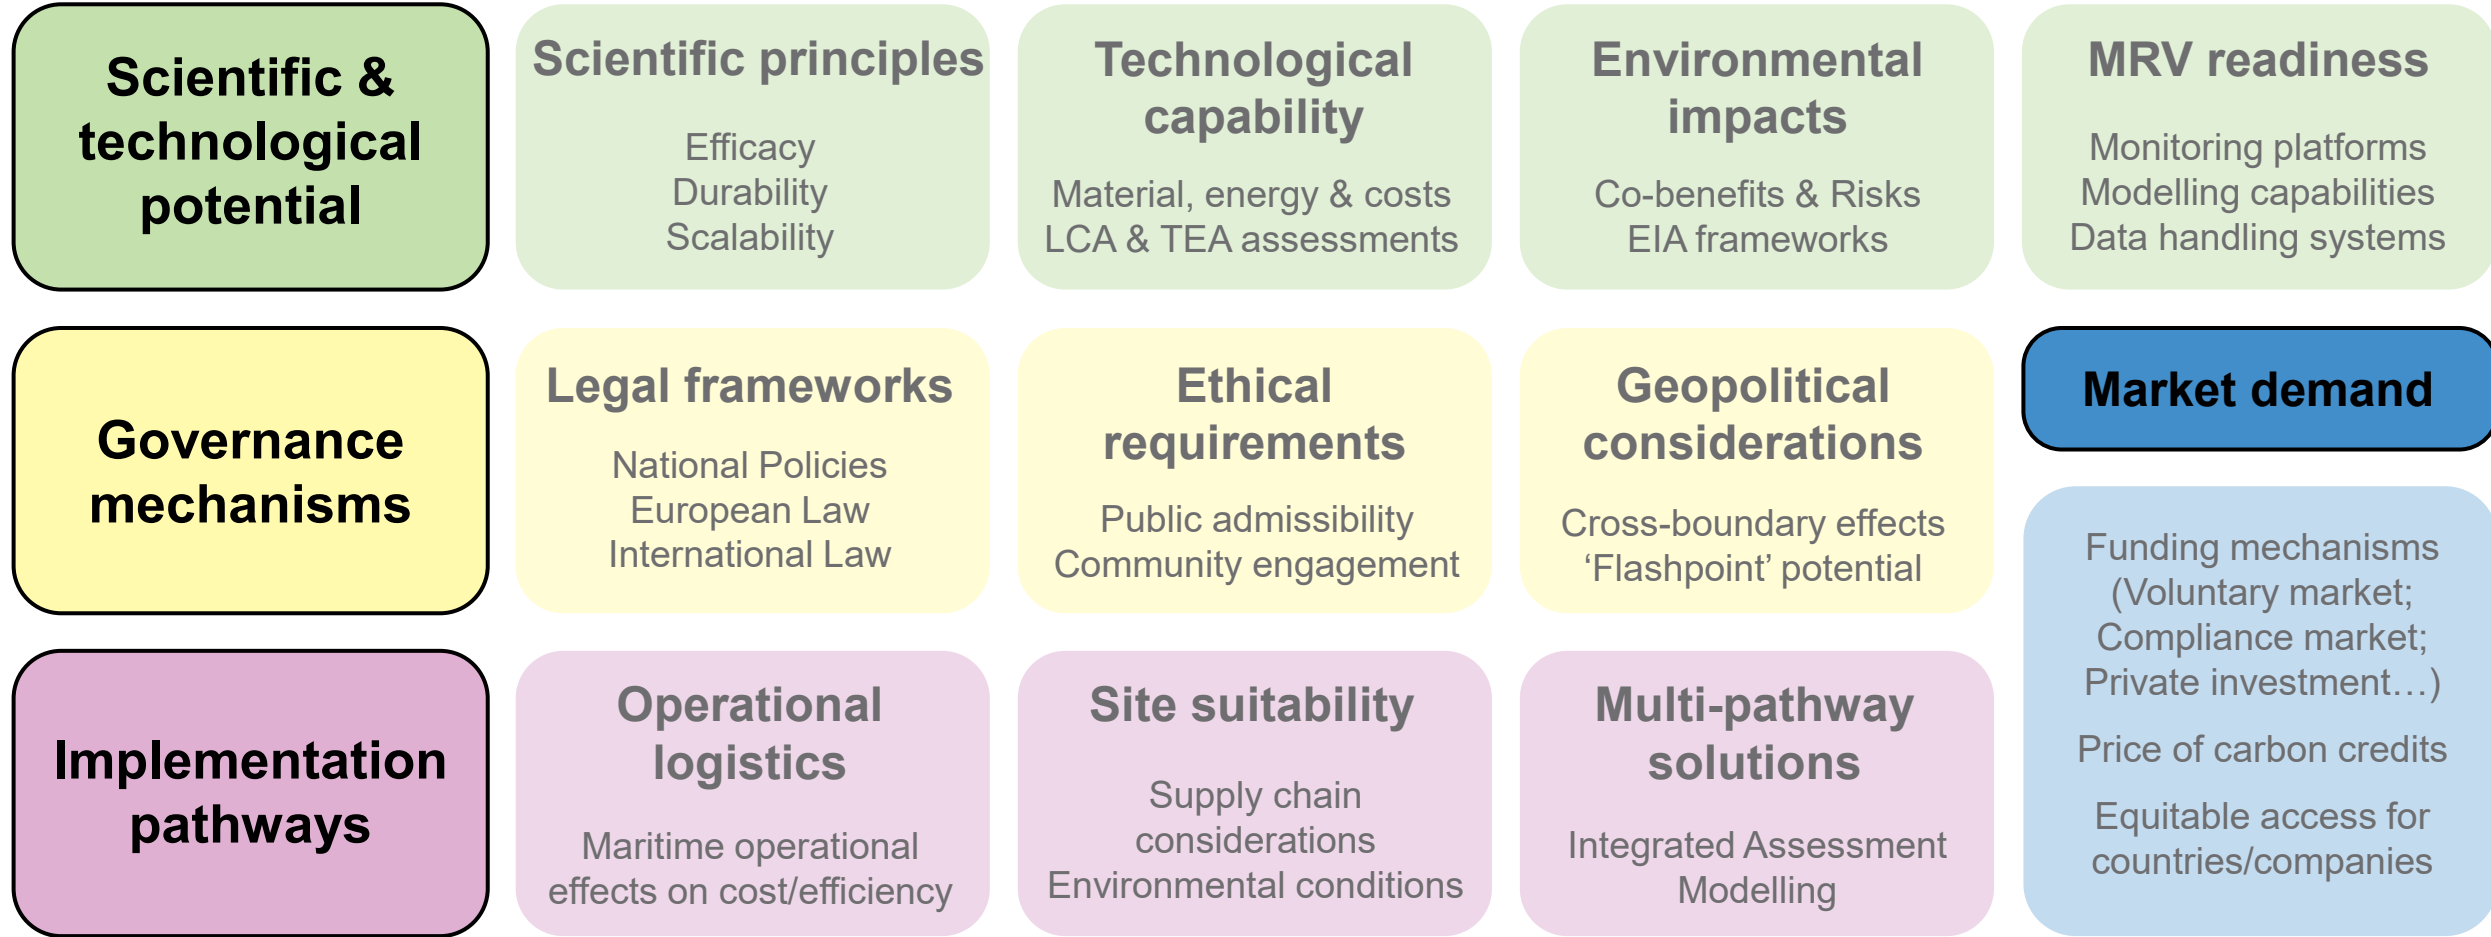 Scientific &
technological
potential
Scientific principles
Efficacy
Durability
Scalability
Technological
capability
Material, energy & costs
LCA & TEA assessments
Environmental
impacts
Co-benefits & Risks
EIA frameworks
MRV readiness
Monitoring platforms
Modelling capabilities
Data handling systems
Governance
mechanisms
Legal frameworks
National Policies
European Law
International Law
Ethical
requirements
Public admissibility
Community engagement
Geopolitical
considerations
Cross-boundary effects
‘Flashpoint’ potential
Market demand
Funding mechanisms
(Voluntary market;
Compliance market;
Private investment…)
Price of carbon credits
Equitable access for
countries/companies
Implementation
pathways
Operational
logistics
Maritime operational
effects on cost/efficiency
Site suitability
Supply chain
considerations
Environmental conditions
Multi-pathway
solutions
Integrated Assessment
Modelling